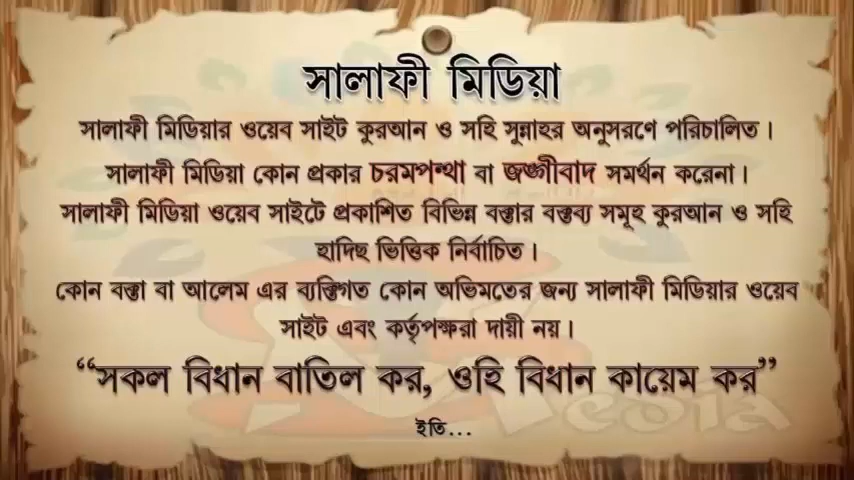 সালাফী মিডিয়া
সালাফী মিডিয়ার ওয়েব সাইট কুরআন ও সহি সুন্নাহর অনুসরণে পরিচালিত।
সালাফী মিডিয়া কোন প্রকার চরমপন্থা বা জঙ্গীবাদ সমর্থন করেনা।
সালাফী মিডিয়া ওয়েব সাইটে প্রকাশিত বিভিন্ন বক্তার বক্তব্য সমূহ কুরআন ও সহি
হাদিছ ভিত্তিক নির্বাচিত।
কোন বক্তা বা আলেম এর ব্যক্তিগত কোন অভিমতের জন্য সালাফী মিডিয়ার ওয়েব
সাইট এবং কর্তৃপক্ষরা দায়ী নয়।
“সকল বিধান বাতিল কর, ওহি বিধান কায়েম কর”
ইতি...